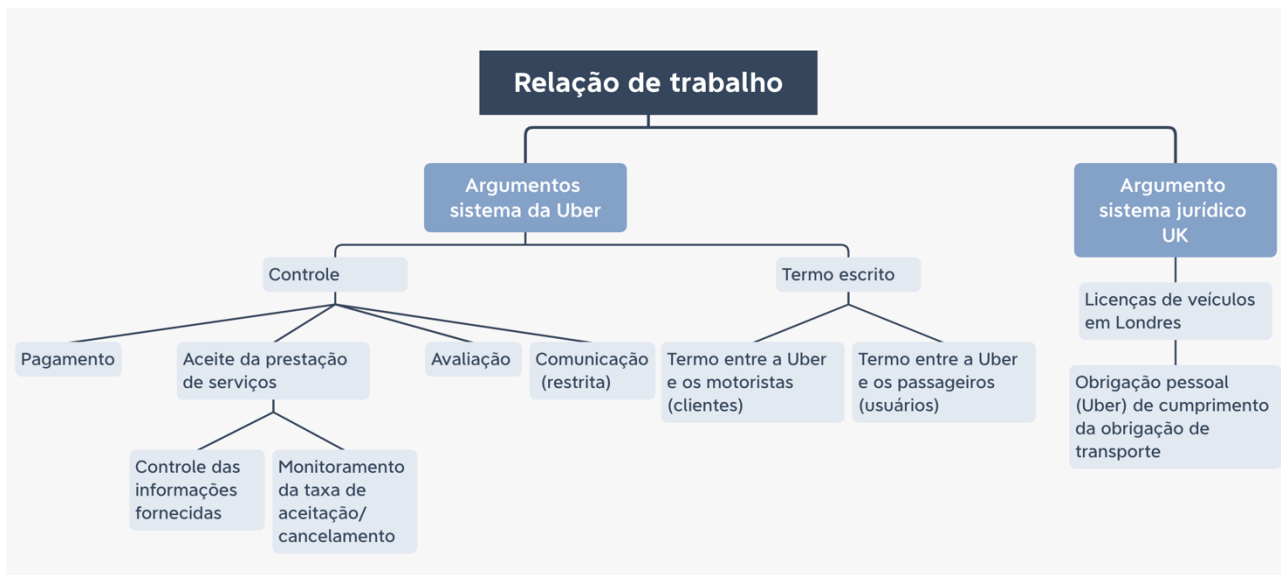 Relação de trabalho
Argumentos
sistema da Uber
Argumento
sistema jurídico
UK
Controle
Termo escrito
Licenças de veículos
em Londres
Pagamento
Aceite da prestação
de serviços
Avaliação
Comunicação
(restrita)
Termo entre a Uber
e os motoristas
(clientes)
Termo entre a Uber
e os passageiros
(usuários)
Obrigação pessoal
(Uber) de cumprimento
da obrigação de
transporte
Controle das
informações
fornecidas
Monitoramento
da taxa de
aceitação/
cancelamento